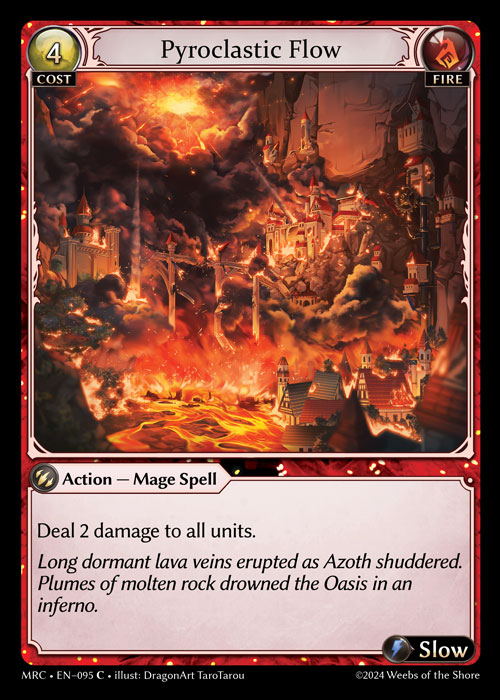 4
COST
Pyroclastic Flow
FIRE
Action — Mage Spell
Deal 2 damage to all units.
Long dormant lava veins erupted as Azoth shuddered.
Plumes of molten rock drowned the Oasis in an
inferno.
Slow
MRC • EN–095 C • illust: DragonArt TaroTarou
©2024 Weebs of the Shore